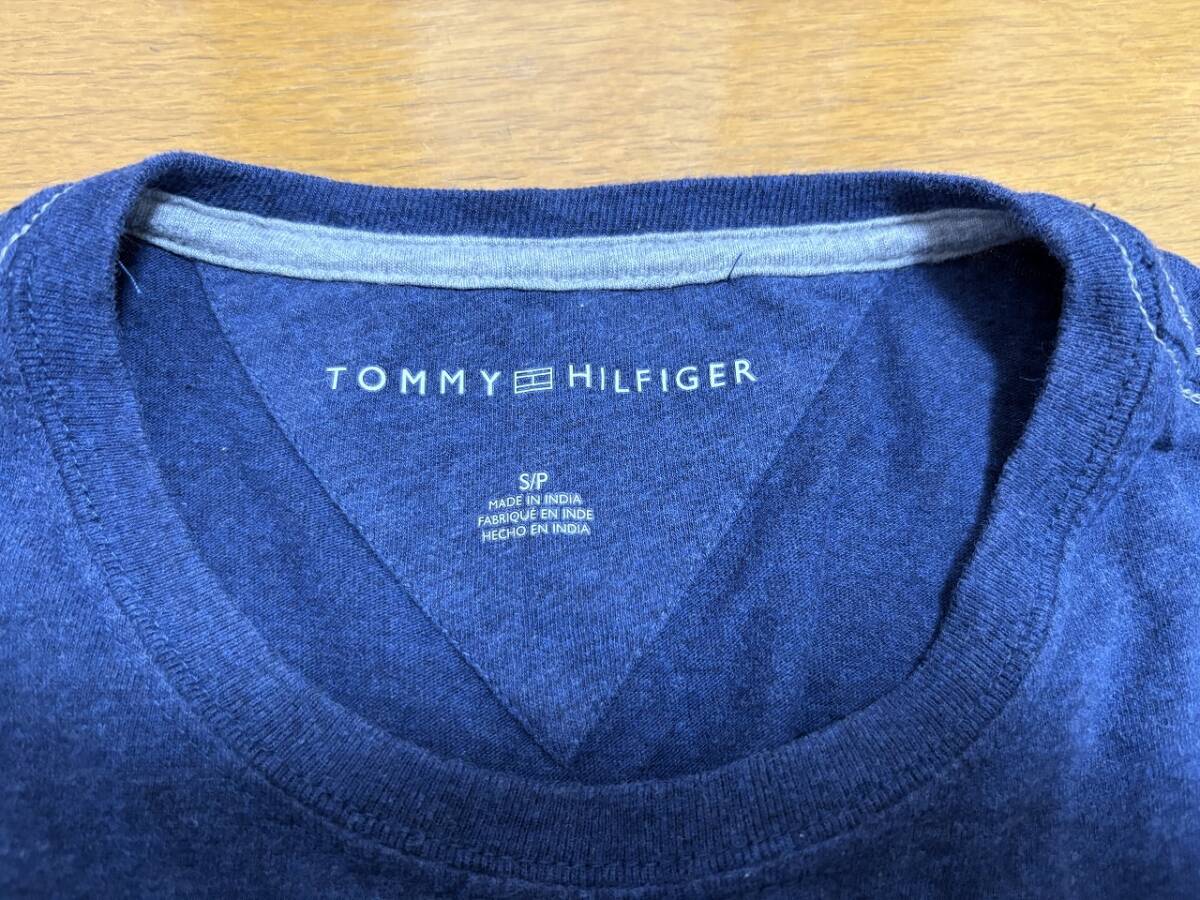 TOMMY HILFIGER
S/P
MADE IN INDIA
FABRIQUÉ EN INDE
HECHO EN INDIA